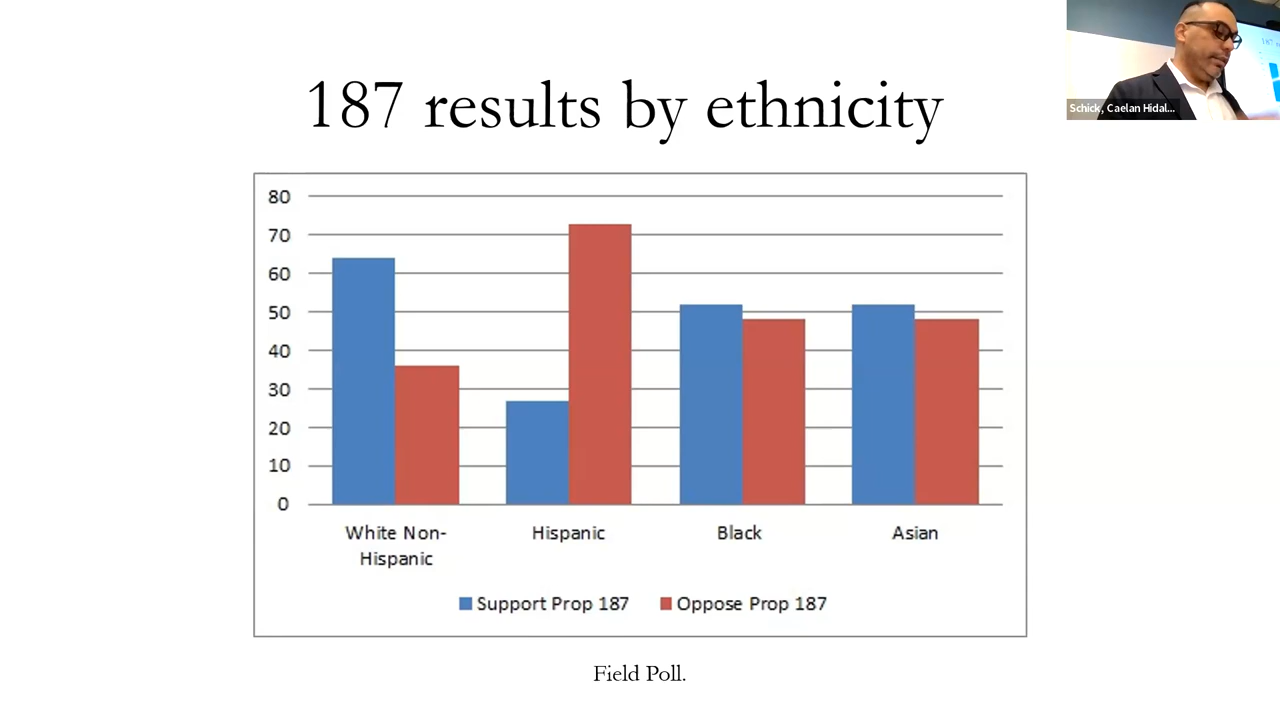 187 results by ethnicity
Schick, Caelan Hidal...
80
70
60
50
40
30
20
10
0
White Non-
Hispanic
Hispanic
Black
Asian
Support Prop 187
Oppose Prop 187
Field Poll.